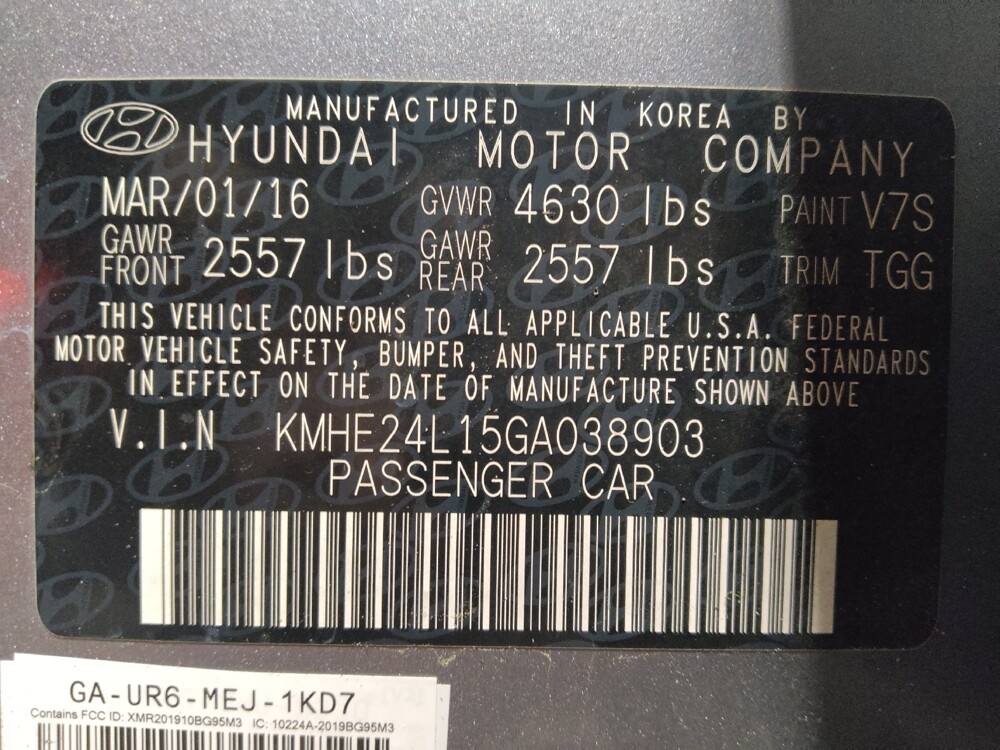 MANUFACTURED IN KOREA BY
HYUNDAI MOTOR COMPANY
MAR/01/16 GVWR 4630 lbs PAINT V7S
GAWR FRONT 2557 lbs GAWR REAR 2557 lbs TRIM TGG
THIS VEHICLE CONFORMS TO ALL APPLICABLE U.S.A. FEDERAL
MOTOR VEHICLE SAFETY, BUMPER, AND THEFT PREVENTION STANDARDS
IN EFFECT ON THE DATE OF MANUFACTURE SHOWN ABOVE
V.I.N KMHE24L15GA038903
PASSENGER CAR
GA-UR6-MEJ-1KD7
Contains FCC ID: XMR201910BG95M3 IC: 10224A-2019BG95M3